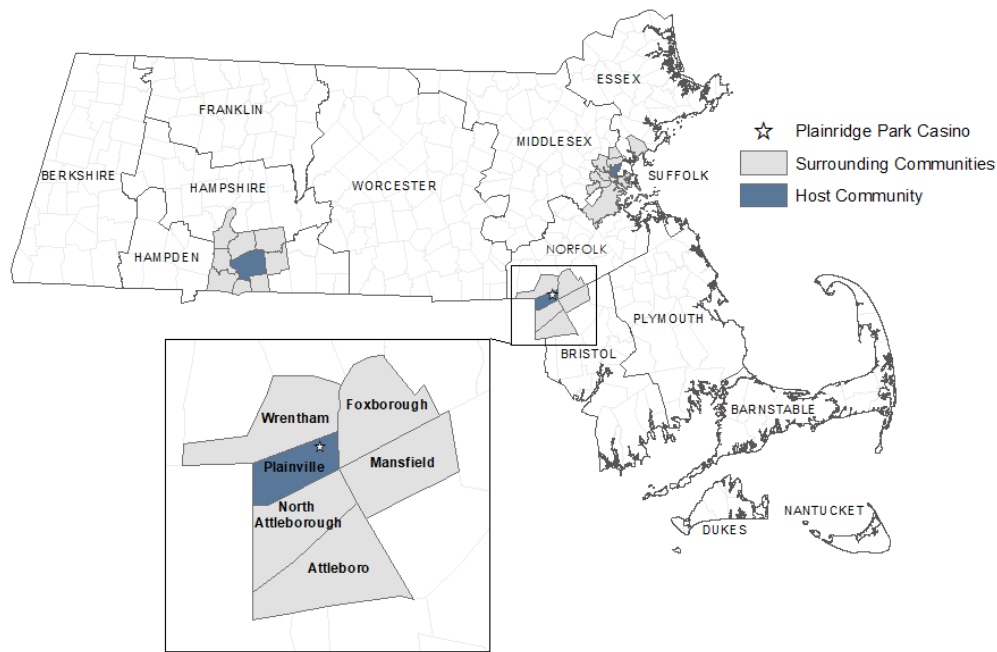 ESSEX
FRANKLIN
MIDDLESEX
Plainridge Park Casino
Surrounding Communities
Host Community
BERKSHIRE
HAMPSHIRE
WORCESTER
SUFFOLK
HAMPDEN
NORFOLK
PLYMOUTH
BRISTOL
BARNSTABLE
NANTUCKET
DUKES
Wrentham
Foxborough
Plainville
Mansfield
North
Attleborough
Attleboro